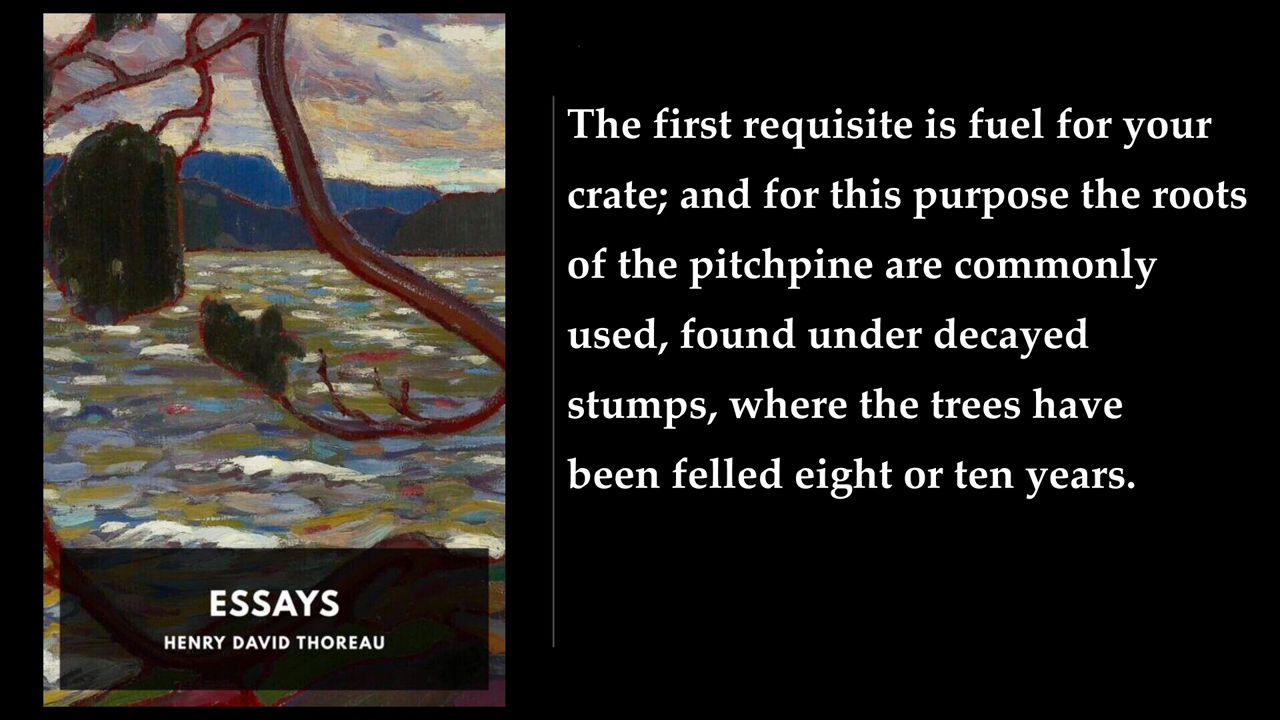 The first requisite is fuel for your
crate; and for this purpose the roots
of the pitchpine are commonly
used, found under decayed
stumps, where the trees have
been felled eight or ten years.
ESSAYS
HENRY DAVID THOREAU